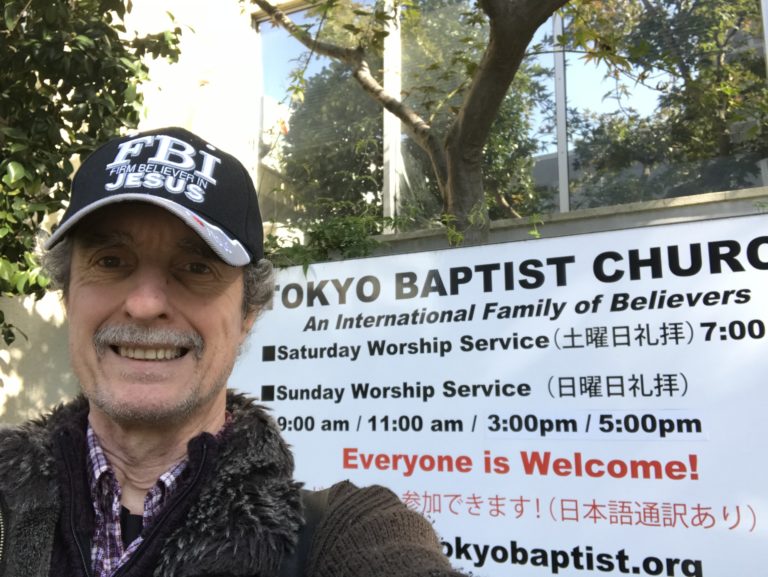 FBI
FIRM BELIEVER IN
JESUS
TOKYO BAPTIST CHURC
An International Family of Believers
■Saturday Worship Service (土曜日礼拝) 7:00
■Sunday Worship Service (日曜日礼拝)
9:00 am / 11:00 am / 3:00pm / 5:00pm
Everyone is Welcome!
参加できます!(日本語通訳あり)
okyobaptist.org